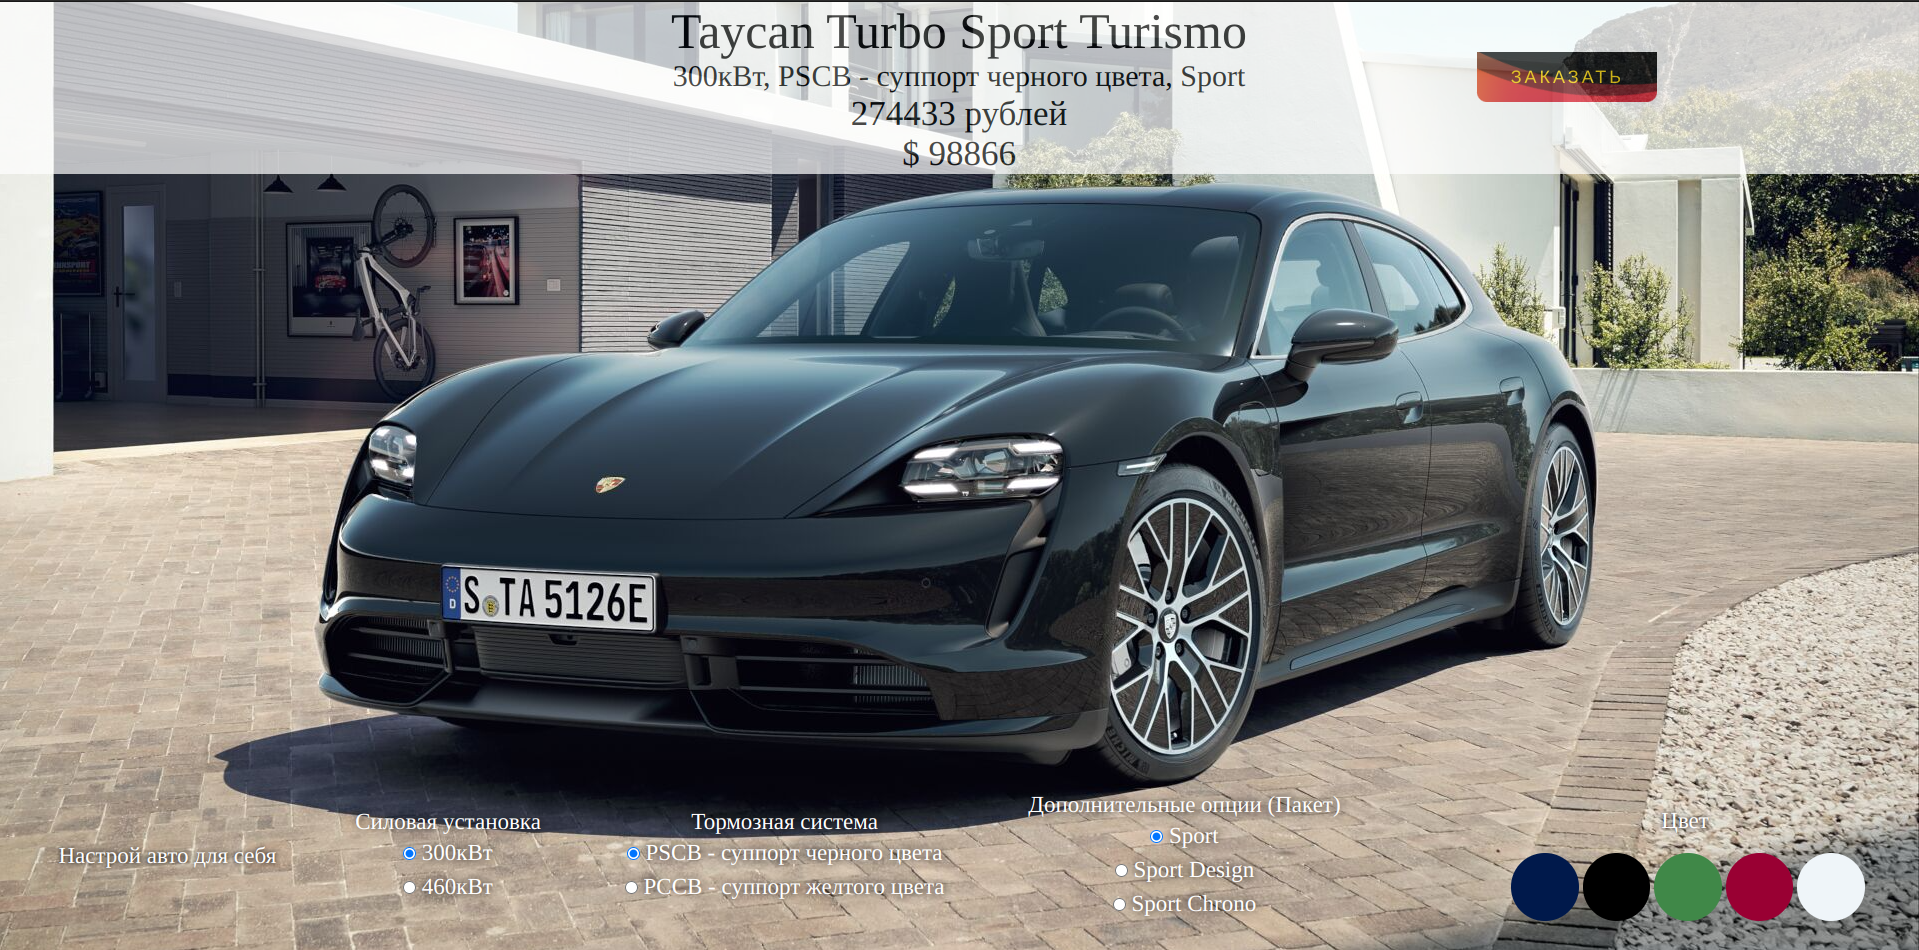 Taycan Turbo Sport Turismo
300кВт, PSCB - суппорт черного цвета, Sport
274433 рублей
$ 98866
ЗАКАЗАТЬ
S TA 5126E
D
Настрой авто для себя
Силовая установка
300кВт
460кВт
Тормозная система
PSCB - суппорт черного цвета
PCCB - суппорт желтого цвета
Дополнительные опции (Пакет)
Sport
Sport Design
Sport Chrono
Цвет